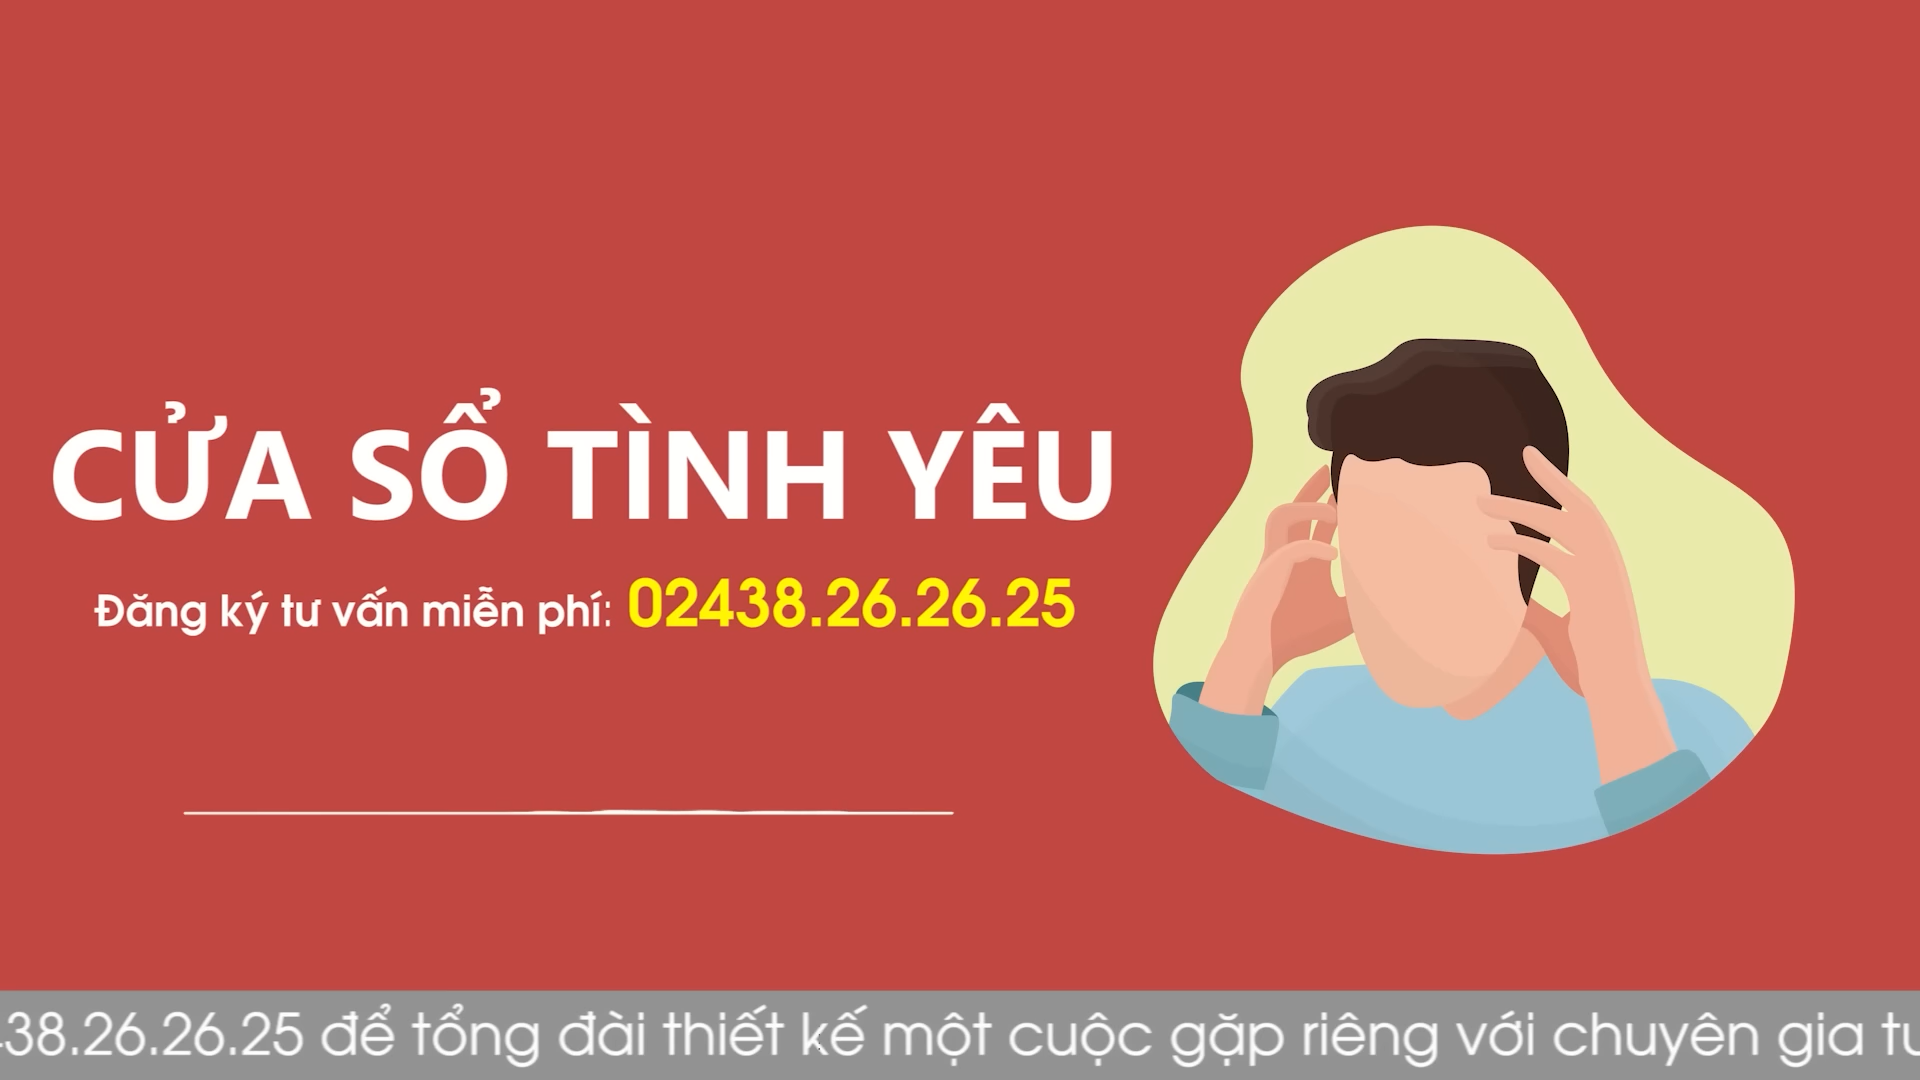 CỬA SỔ TÌNH YÊU
Đăng ký tư vấn miễn phí: 02438.26.26.25
38.26.26.25 để tổng đài thiết kế một cuộc gặp riêng với chuyên gia